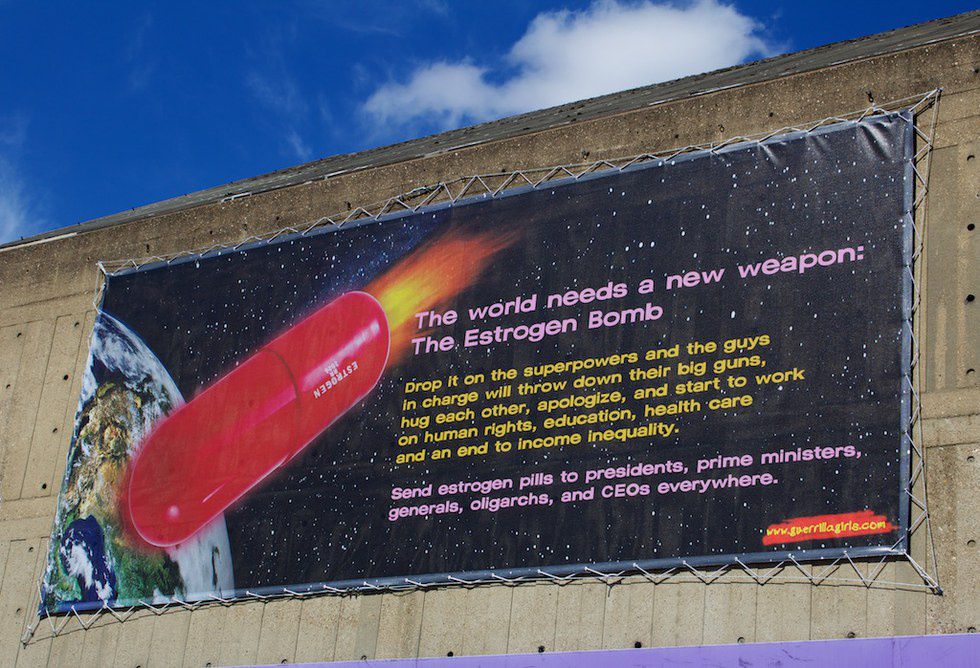 The world needs a new weapon:
The Estrogen Bomb
Drop it on the superpowers and the guys
in charge will throw down their big guns,
hug each other, apologize, and start to work
on human rights, education, health care
and an end to income inequality.
Send estrogen pills to presidents, prime ministers,
generals, oligarchs, and CEOs everywhere.
www.guerrillagirls.com
ESTROGEN